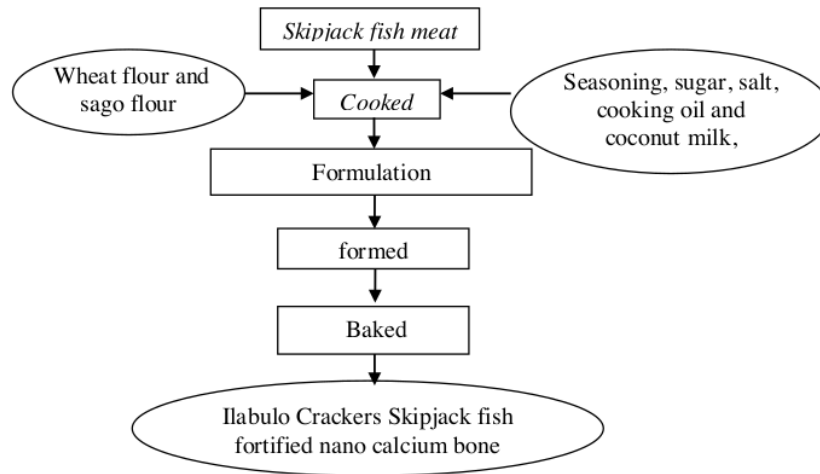 Skipjack fish meat
Wheat flour and
sago flour
Cooked
Seasoning, sugar, salt,
cooking oil and
coconut milk,
Formulation
formed
Baked
Ilabulo Crackers Skipjack fish
fortified nano calcium bone